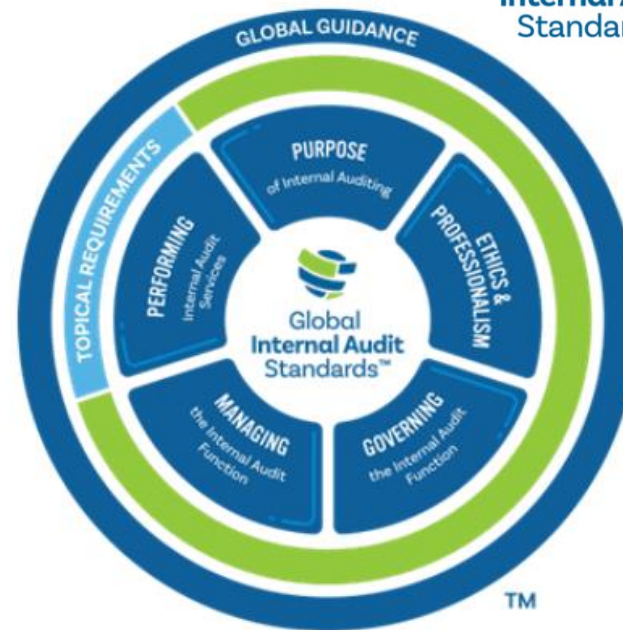 Standar
GLOBAL GUIDANCE
TOPICAL REQUIREMENTS
PURPOSE
of Internal Auditing
ETHICS &
PROFESSIONALISM
GOVERNING
the Internal Audit
Function
MANAGING
the Internal Audit
Function
PERFORMING
Internal Audit
Services
Global
Internal Audit
Standards™
TM